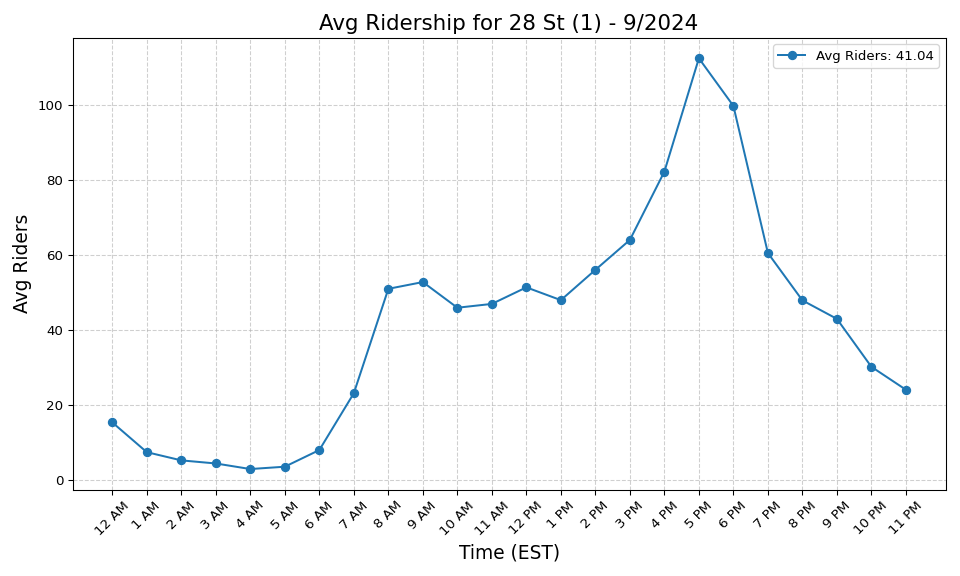 Avg Ridership for 28 St (1) - 9/2024
Avg Riders: 41.04
Avg Riders
100
80
60
40
20
0
12 AM
1 AM
2 AM
3 AM
4 AM
5 AM
6 AM
7 AM
8 AM
9 AM
10 AM
11 AM
12 PM
1 PM
2 PM
3 PM
4 PM
5 PM
6 PM
7 PM
8 PM
9 PM
10 PM
11 PM
Time (EST)